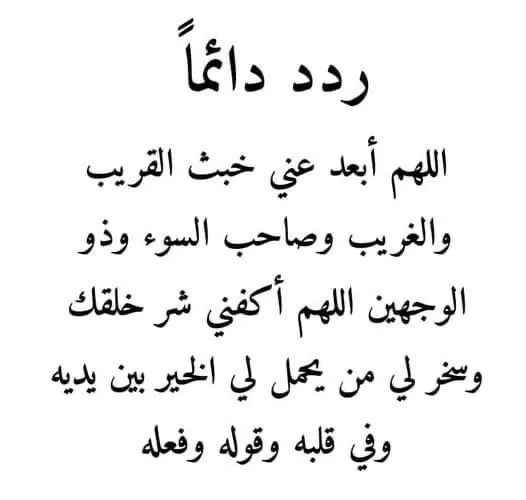 ردد دائماً
اللهم أبعد عني خبث القريب
والغريب وصاحب السوء وذو
الوجهين اللهم أكفني شر خلقك
وسخر لي من يحمل لي الخير بين يديه
وفي قلبه وقوله وفعله